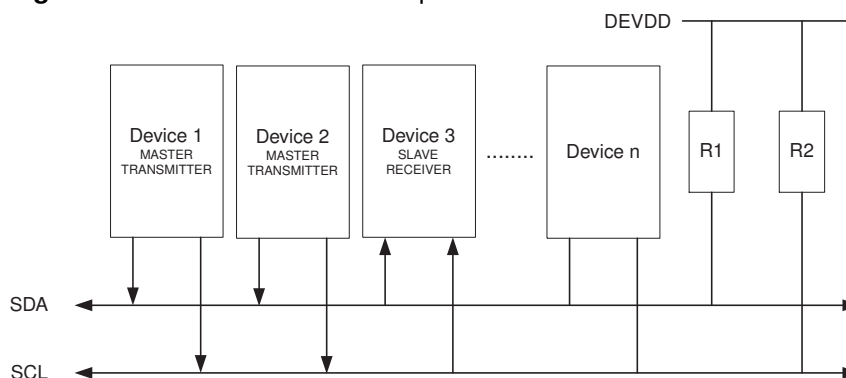 DEVDD
Device 1
MASTER
TRANSMITTER
Device 2
MASTER
TRANSMITTER
Device 3
SLAVE
RECEIVER
........
Device n
R1
R2
SDA
SCL